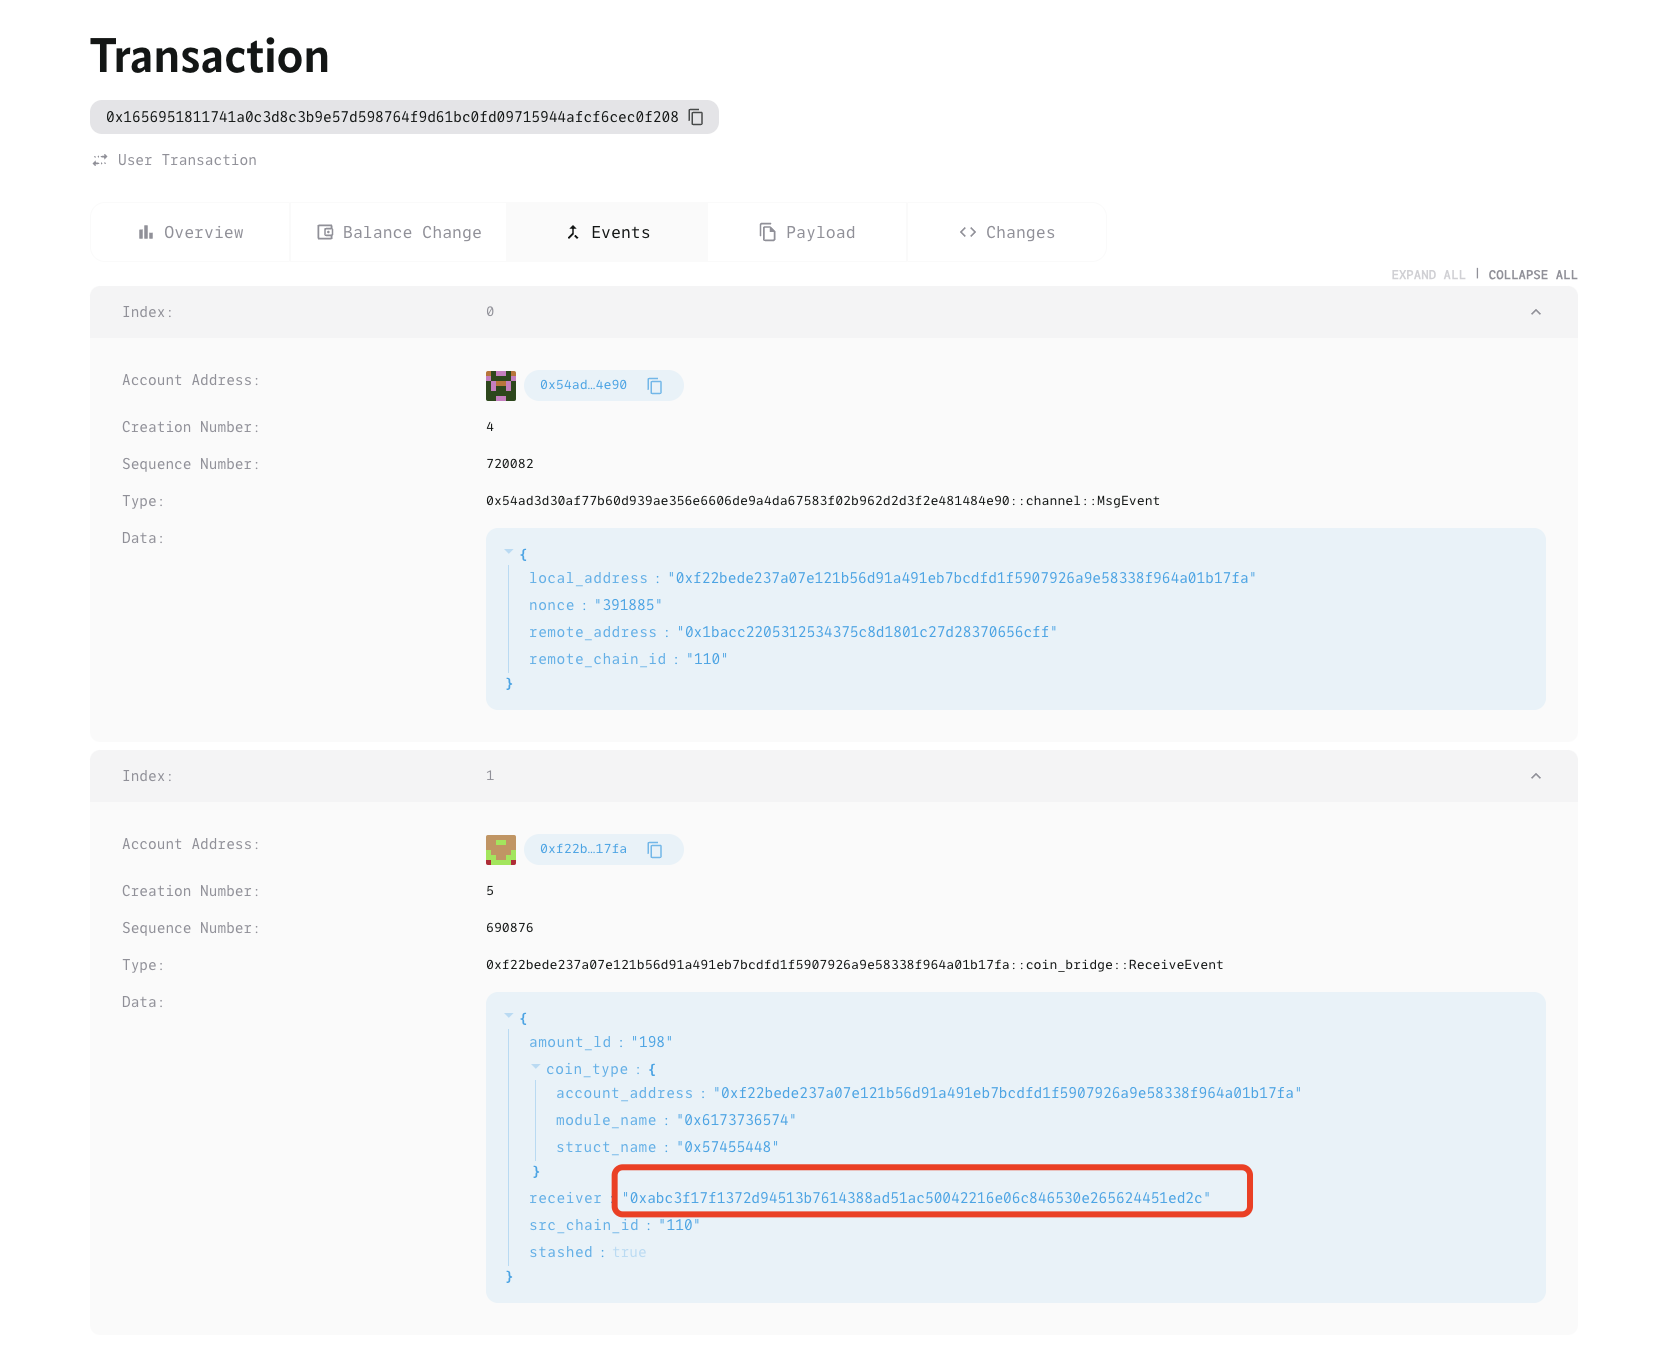 Transaction
0x1656951811741a0c3d8c3b9e57d598764f9d61bc0fd09715944afcf6cec0f208
User Transaction
Overview Balance Change Events Payload Changes
EXPAND ALL | COLLAPSE ALL
Index: 0
Account Address: 0x54ad…4e90
Creation Number: 4
Sequence Number: 720082
Type: 0x54ad3d30af77b60d939ae356e6606de9a4da67583f02b962d2d3f2e481484e90::channel::MsgEvent
Data:
{
local_address : "0xf22bede237a07e121b56d91a491eb7bcdfd1f5907926a9e58338f964a01b17fa"
nonce : "391885"
remote_address : "0x1bacc2205312534375c8d1801c27d28370656cff"
remote_chain_id : "110"
}
Index: 1
Account Address: 0xf22b…17fa
Creation Number: 5
Sequence Number: 690876
Type: 0xf22bede237a07e121b56d91a491eb7bcdfd1f5907926a9e58338f964a01b17fa::coin_bridge::ReceiveEvent
Data:
{
amount_ld : "198"
coin_type : {
account_address : "0xf22bede237a07e121b56d91a491eb7bcdfd1f5907926a9e58338f964a01b17fa"
module_name : "0x6173736574"
struct_name : "0x57455448"
}
receiver : "0xabc3f17f1372d94513b7614388ad51ac50042216e06c846530e265624451ed2c"
src_chain_id : "110"
stashed : true
}